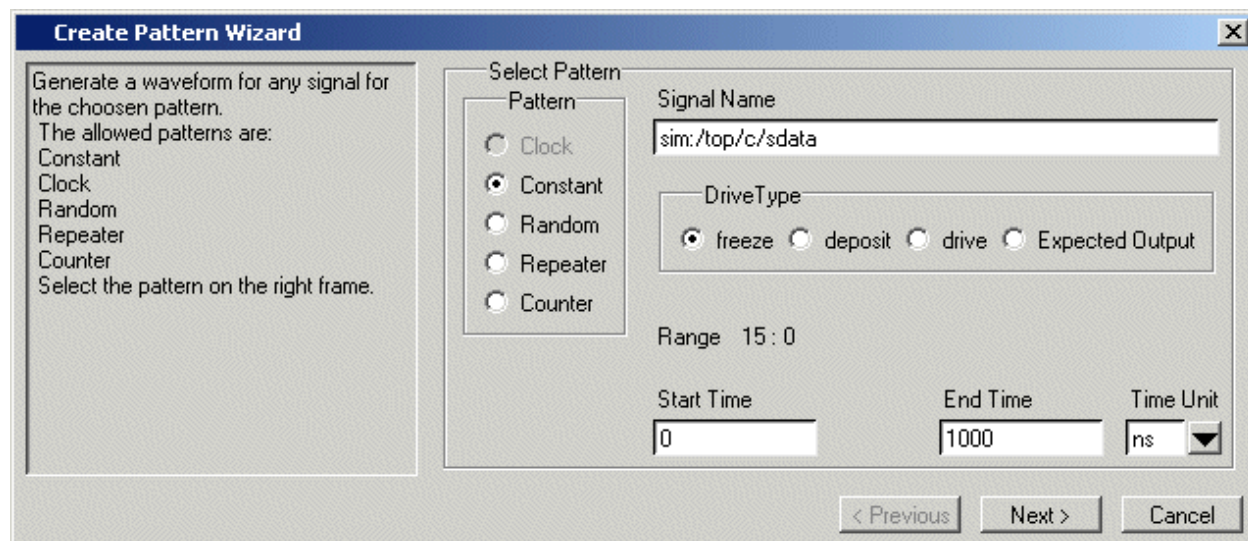 Create Pattern Wizard
Generate a waveform for any signal for
the choosen pattern.
The allowed patterns are:
Constant
Clock
Random
Repeater
Counter
Select the pattern on the right frame.
Select Pattern
Pattern
Clock
Constant
Random
Repeater
Counter
Signal Name
sim:/top/c/sdata
DriveType
freeze deposit drive Expected Output
Range 15 : 0
Start Time End Time Time Unit
0 1000 ns
< Previous Next > Cancel